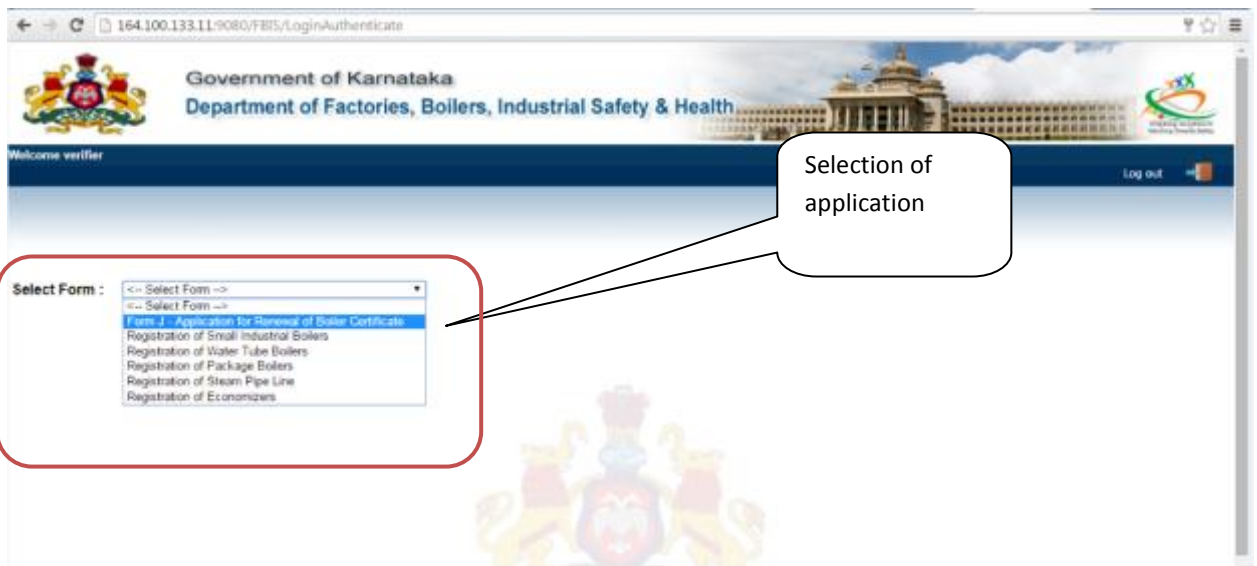 164.100.133.11:9080/FBIS/LoginAuthenticate
Government of Karnataka
Department of Factories, Boilers, Industrial Safety & Health
Welcome verifier
Log out
Selection of
application
Select Form :
<-- Select Form -->
<-- Select Form -->
Form J - Application for Renewal of Boiler Certificate
Registration of Small Industrial Boilers
Registration of Water Tube Boilers
Registration of Package Boilers
Registration of Steam Pipe Line
Registration of Economizers